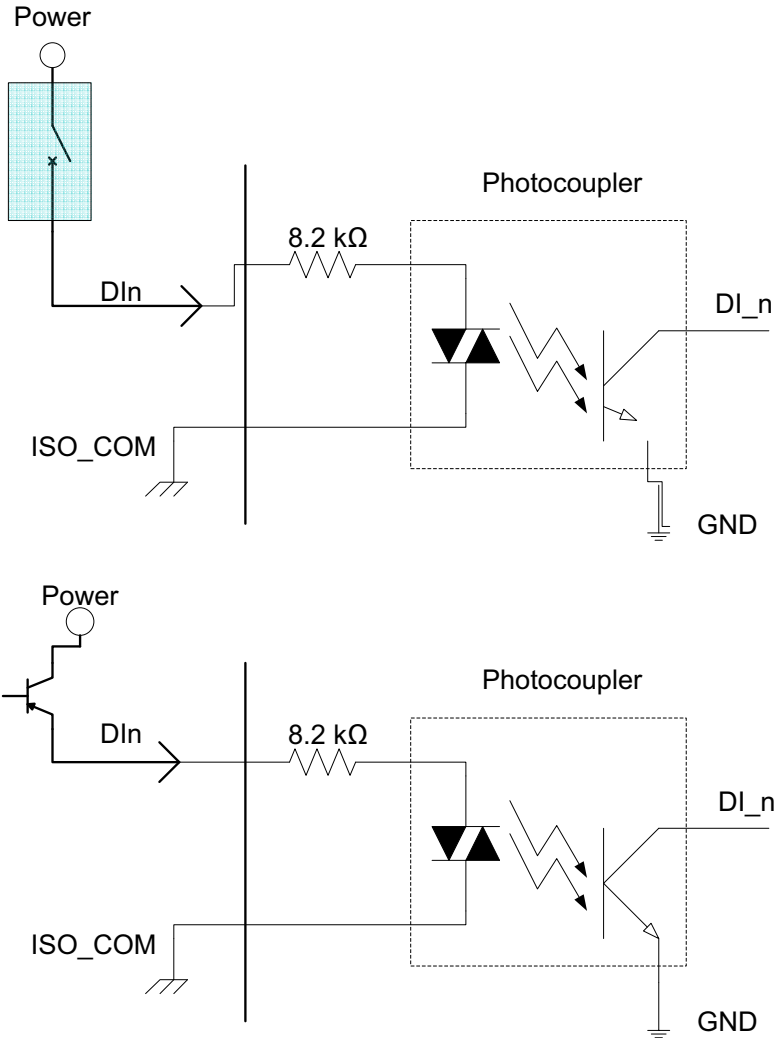 Power
Photocoupler
8.2 kΩ
DIn
DI_n
ISO_COM
GND
Power
Photocoupler
DIn
8.2 kΩ
DI_n
ISO_COM
GND